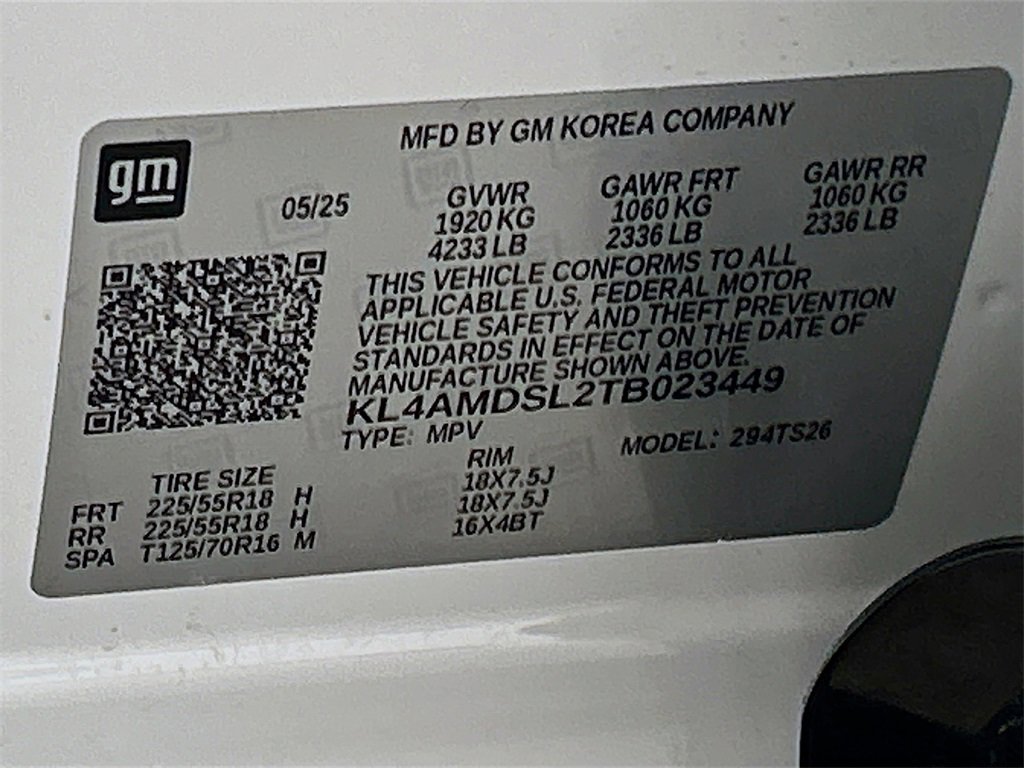 gm
MFD BY GM KOREA COMPANY
05/25
GVWR
1920 KG
4233 LB
GAWR FRT
1060 KG
2336 LB
GAWR RR
1060 KG
2336 LB
THIS VEHICLE CONFORMS TO ALL
APPLICABLE U.S. FEDERAL MOTOR
VEHICLE SAFETY AND THEFT PREVENTION
STANDARDS IN EFFECT ON THE DATE OF
MANUFACTURE SHOWN ABOVE.
KL4AMDSL2TB023449
TYPE: MPV MODEL: 294TS26
TIRE SIZE RIM
FRT 225/55R18 H 18X7.5J
RR 225/55R18 H 18X7.5J
SPA T125/70R16 M 16X4BT